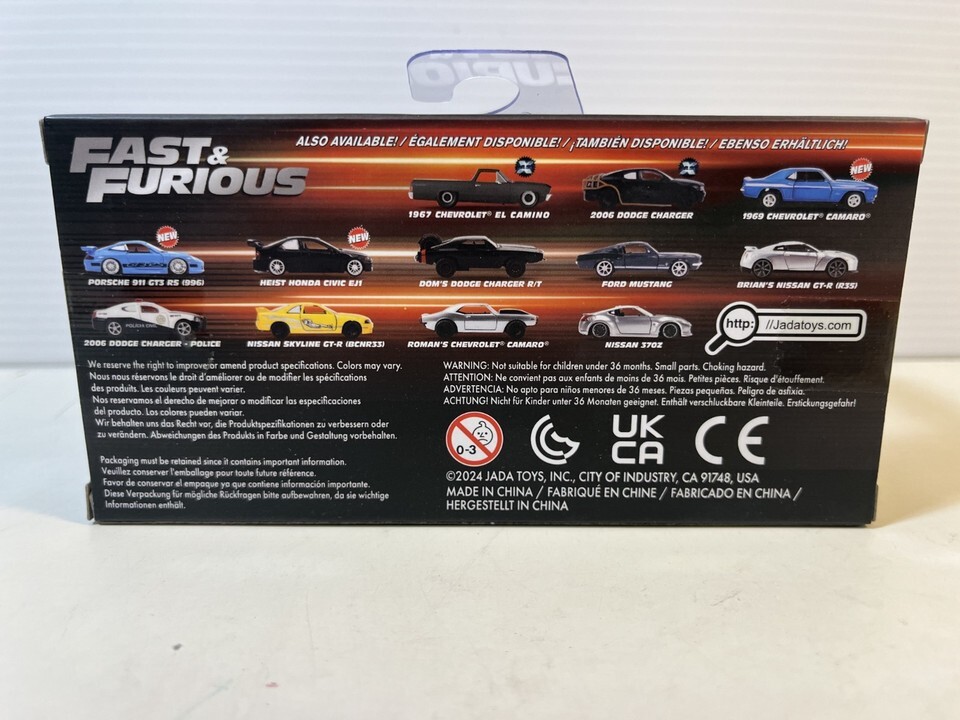 FAST &
FURIOUS
ALSO AVAILABLE! / ÉGALEMENT DISPONIBLE! / ¡TAMBIÉN DISPONIBLE! / EBENSO ERHÄLTLICH!
1967 CHEVROLET® EL CAMINO
2006 DODGE CHARGER
NEW
1969 CHEVROLET CAMARO®
NEW
PORSCHE 911 GT3 RS (996)
NEW
HEIST HONDA CIVIC EJ1
DOM'S DODGE CHARGER R/T
FORD MUSTANG
BRIAN'S NISSAN GT-R (R35)
2006 DODGE CHARGER - POLICE
NISSAN SKYLINE GT-R (BCNR33)
ROMAN'S CHEVROLET® CAMARO®
NISSAN 370Z
http: //Jadatoys.com
We reserve the right to improve or amend product specifications. Colors may vary.
Nous nous réservons le droit d'améliorer ou de modifier les spécifications
des produits. Les couleurs peuvent varier.
Nos reservamos el derecho de mejorar o modificar las especificaciones
del producto. Los colores pueden variar.
Wir behalten uns das Recht vor, die Produktspezifikationen zu verbessern oder
zu verändern. Abweichungen des Produkts in Farbe und Gestaltung vorbehalten.
Packaging must be retained since it contains important information.
Veuillez conserver l'emballage pour toute future référence.
Favor de conservar el empaque ya que contiene información importante.
Diese Verpackung für mögliche Rückfragen bitte aufbewahren, da sie wichtige
Informationen enthält.
WARNING: Not suitable for children under 36 months. Small parts. Choking hazard.
ATTENTION: Ne convient pas aux enfants de moins de 36 mois. Petites pièces. Risque d'étouffement.
ADVERTENCIA: No apto para niños menores de 36 meses. Piezas pequeñas. Peligro de asfixia.
ACHTUNG! Nicht für Kinder unter 36 Monaten geeignet. Enthält verschluckbare Kleinteile. Erstickungsgefahr!
0-3
UK
CA
CE
©2024 JADA TOYS, INC., CITY OF INDUSTRY, CA 91748, USA
MADE IN CHINA / FABRIQUÉ EN CHINE / FABRICADO EN CHINA /
HERGESTELLT IN CHINA